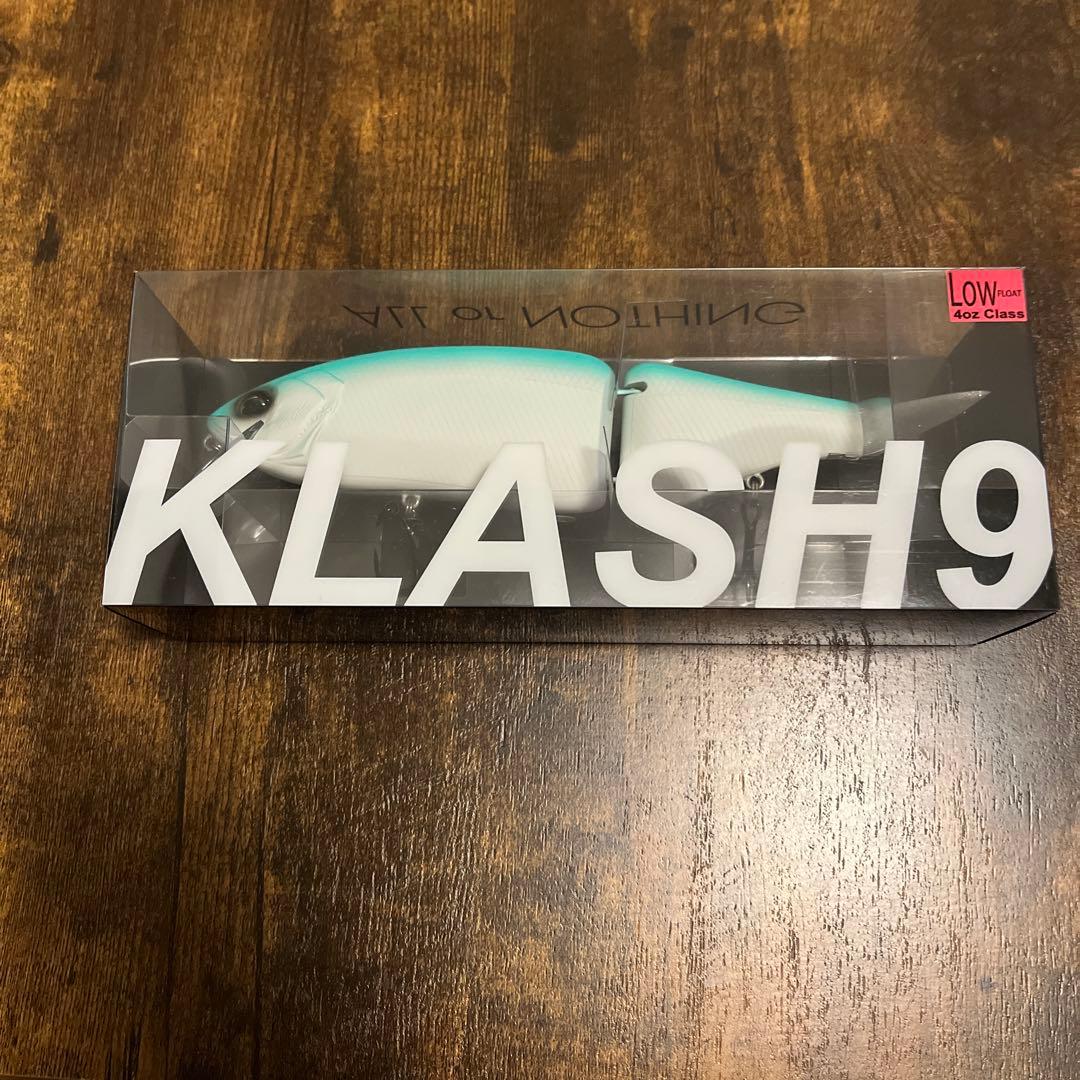 ALL or NOTHING
LOW FLOAT
4oz Class
KLASH9